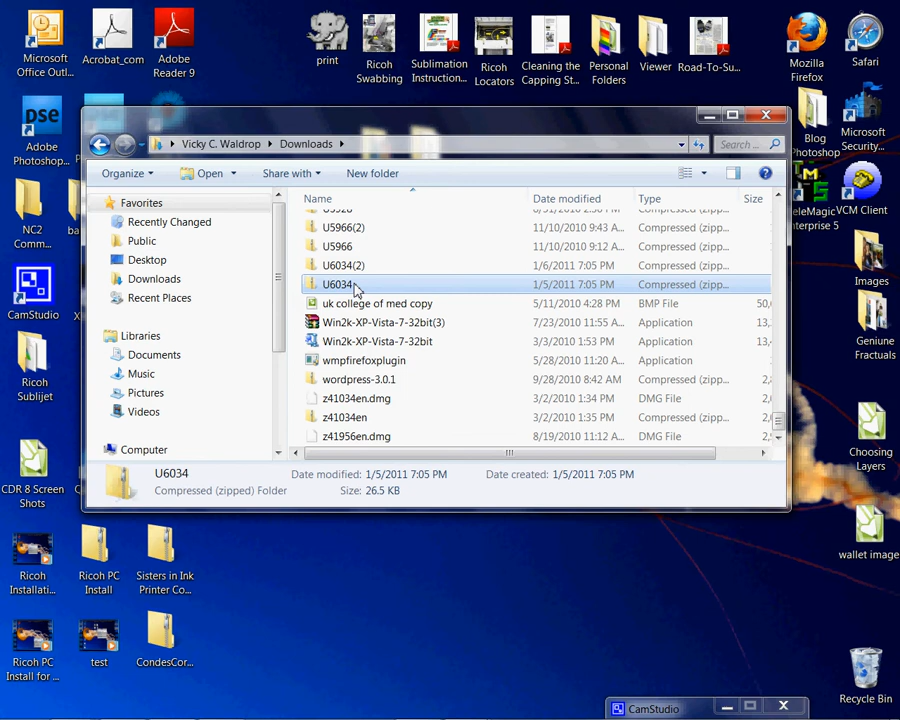 Microsoft
Office Outl...
Acrobat_com
Adobe
Reader 9
print
Ricoh
Swabbing
Sublimation
Instruction...
Ricoh
Locators
Cleaning the
Capping St...
Personal
Folders
Viewer
Road-To-Su...
Mozilla
Firefox
Safari
pse
Adobe
Photoshop...
Blog
Photoshop
Microsoft
Security...
NC2
Comm...
ba
TM
5
eleMagic
nterprise 5
VCM Client
CamStudio
X
Images
Ricoh
Sublijet
Geniune
Fractuals
CDR 8 Screen
Shots
Choosing
Layers
Ricoh
Installati...
Ricoh PC
Install
Sisters in Ink
Printer Co...
wallet image
Ricoh PC
Install for ...
test
CondesCor...
Recycle Bin
Vicky C. Waldrop
Downloads
Search ...
Organize
Open
Share with
New folder
Favorites
Recently Changed
Public
Desktop
Downloads
Recent Places
Libraries
Documents
Music
Pictures
Videos
Computer
Name Date modified Type Size
U5966(2) 11/10/2010 9:43 A... Compressed (zipp...
U5966 11/10/2010 9:12 A... Compressed (zipp...
U6034(2) 1/6/2011 7:05 PM Compressed (zipp...
U6034 1/5/2011 7:05 PM Compressed (zipp...
uk college of med copy 5/11/2010 4:28 PM BMP File 50,
Win2k-XP-Vista-7-32bit(3) 7/23/2010 11:55 A... Application 13,
Win2k-XP-Vista-7-32bit 3/3/2010 1:53 PM Application 13,
wmpfirefoxplugin 5/28/2010 11:20 A... Application
wordpress-3.0.1 9/28/2010 8:42 AM Compressed (zipp... 2,
z41034en.dmg 3/2/2010 1:34 PM DMG File
z41034en 3/2/2010 1:35 PM Compressed (zipp...
z41956en.dmg 8/19/2010 11:12 A... DMG File 2,
U6034
Compressed (zipped) Folder
Date modified: 1/5/2011 7:05 PM
Size: 26.5 KB
Date created: 1/5/2011 7:05 PM
CamStudio